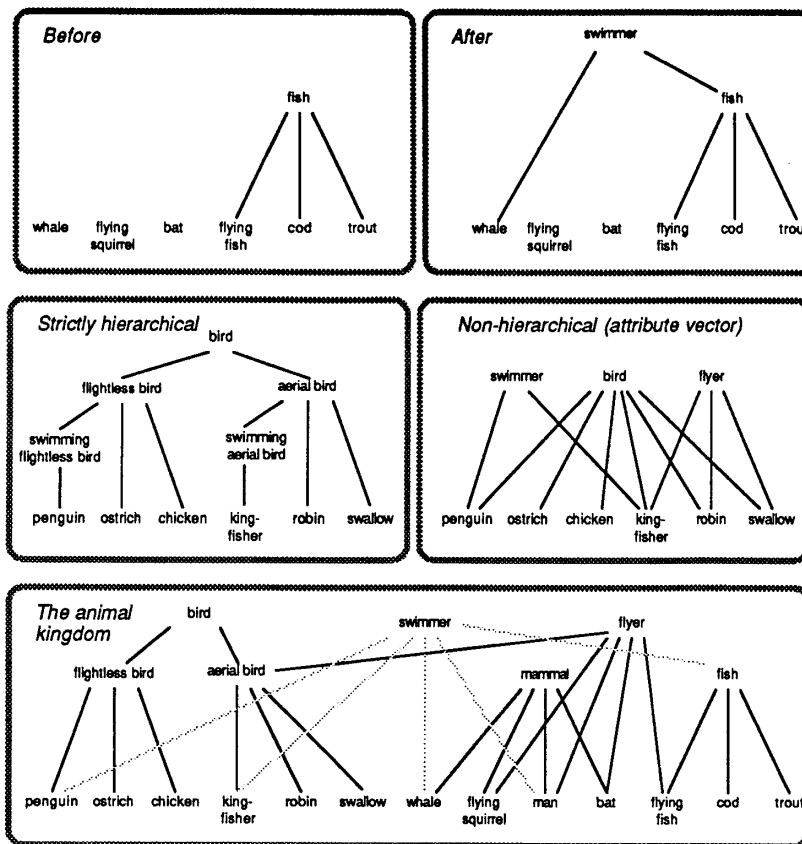 Before
fish
whale flying bat flying cod trout
squirrel fish
After
swimmer
fish
whale flying bat flying cod trout
squirrel fish
Strictly hierarchical
bird
flightless bird aerial bird
swimming swimming
flightless bird aerial bird
penguin ostrich chicken king- robin swallow
fisher
Non-hierarchical (attribute vector)
swimmer bird flyer
penguin ostrich chicken king- robin swallow
fisher
The animal
kingdom
bird swimmer flyer
flightless bird aerial bird mammal fish
penguin ostrich chicken king- robin swallow whale flying man bat flying cod trout
fisher squirrel fish